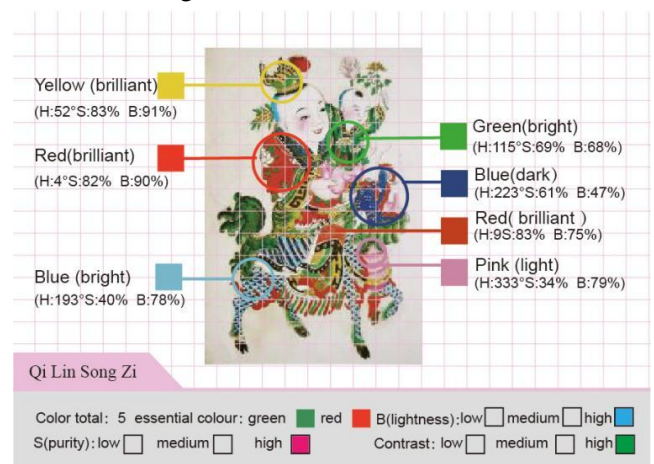 Yellow (brilliant)
(H:52°S:83% B:91%)
Red(brilliant)
(H:4°S:82% B:90%)
Blue (bright)
(H:193°S:40% B:78%)
Green(bright)
(H:115°S:69% B:68%)
Blue(dark)
(H:223°S:61% B:47%)
Red( brilliant )
(H:9S:83% B:75%)
Pink (light)
(H:333°S:34% B:79%)
Qi Lin Song Zi
Color total: 5 essential colour: green red B(lightness):low medium high
S(purity): low medium high Contrast: low medium high